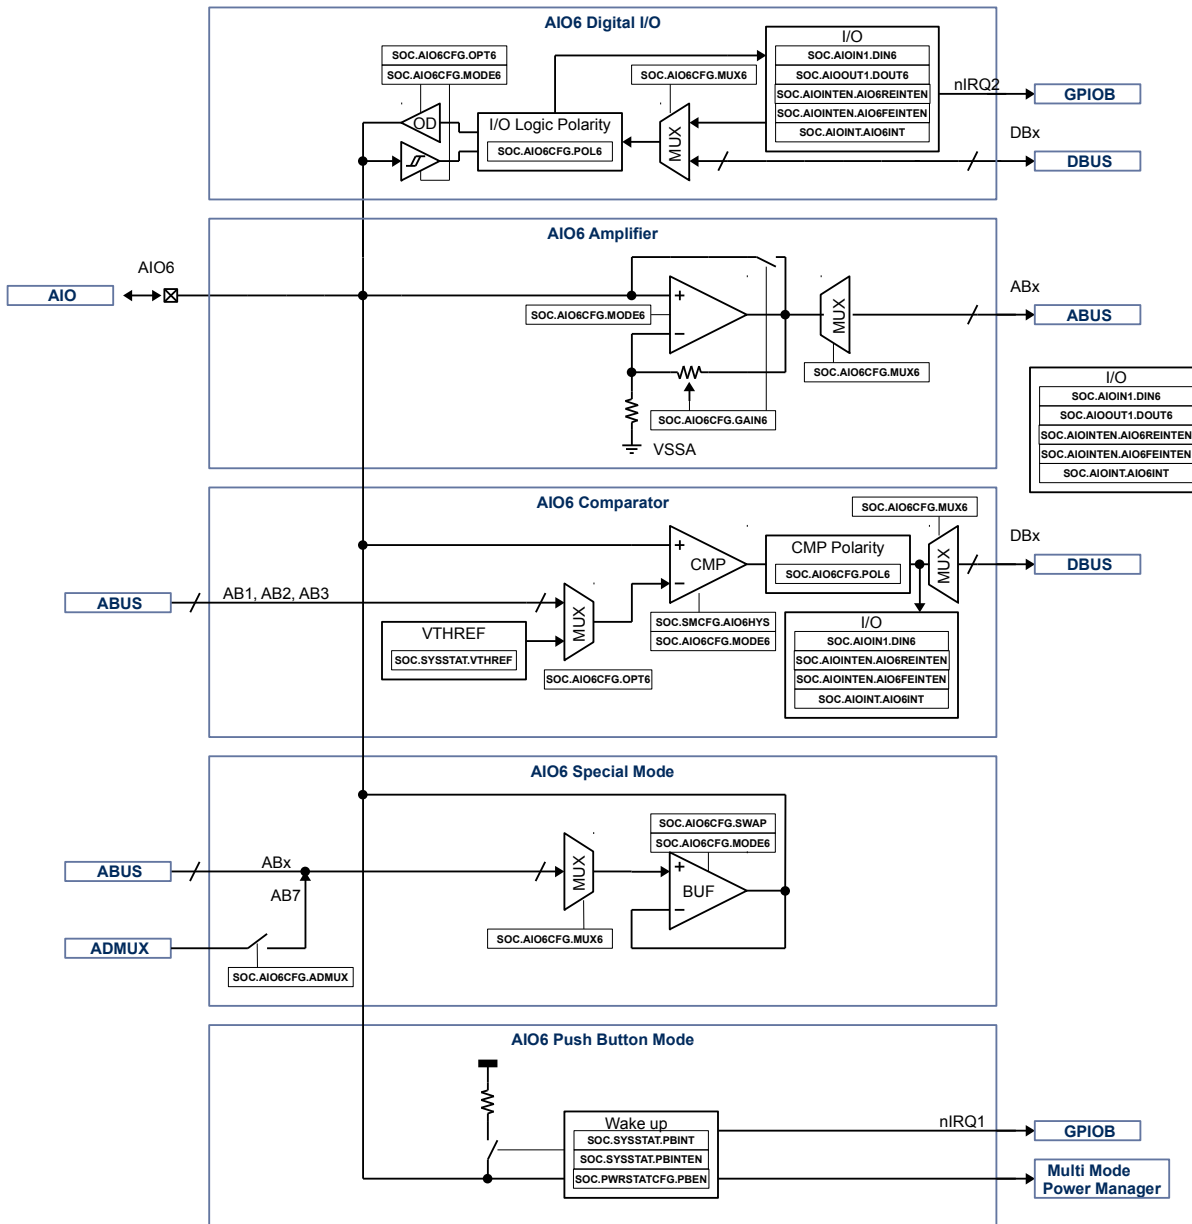 AIO6 Digital I/O
SOC.AIO6CFG.OPT6
SOC.AIO6CFG.MODE6
OD
I/O Logic Polarity
SOC.AIO6CFG.POL6
SOC.AIO6CFG.MUX6
MUX
I/O
SOC.AIOIN1.DIN6
SOC.AIOOUT1.DOUT6
SOC.AIOINTEN.AIO6REINTEN
SOC.AIOINTEN.AIO6FEINTEN
SOC.AIOINT.AIO6INT
nIRQ2
GPIOB
DBx
DBUS
AIO6 Amplifier
AIO
AIO6
SOC.AIO6CFG.MODE6
+
−
MUX
SOC.AIO6CFG.MUX6
SOC.AIO6CFG.GAIN6
VSSA
ABx
ABUS
I/O
SOC.AIOIN1.DIN6
SOC.AIOOUT1.DOUT6
SOC.AIOINTEN.AIO6REINTEN
SOC.AIOINTEN.AIO6FEINTEN
SOC.AIOINT.AIO6INT
AIO6 Comparator
ABUS
AB1, AB2, AB3
VTHREF
SOC.SYSSTAT.VTHREF
MUX
SOC.AIO6CFG.OPT6
+
−
CMP
SOC.SMCFG.AIO6HYS
SOC.AIO6CFG.MODE6
CMP Polarity
SOC.AIO6CFG.POL6
SOC.AIO6CFG.MUX6
MUX
DBx
DBUS
I/O
SOC.AIOIN1.DIN6
SOC.AIOINTEN.AIO6REINTEN
SOC.AIOINTEN.AIO6FEINTEN
SOC.AIOINT.AIO6INT
AIO6 Special Mode
ABUS
ABx
AB7
ADMUX
SOC.AIO6CFG.ADMUX
MUX
SOC.AIO6CFG.MUX6
SOC.AIO6CFG.SWAP
SOC.AIO6CFG.MODE6
+
−
BUF
AIO6 Push Button Mode
Wake up
SOC.SYSSTAT.PBINT
SOC.SYSSTAT.PBINTEN
SOC.PWRSTATCFG.PBEN
nIRQ1
GPIOB
Multi Mode
Power Manager